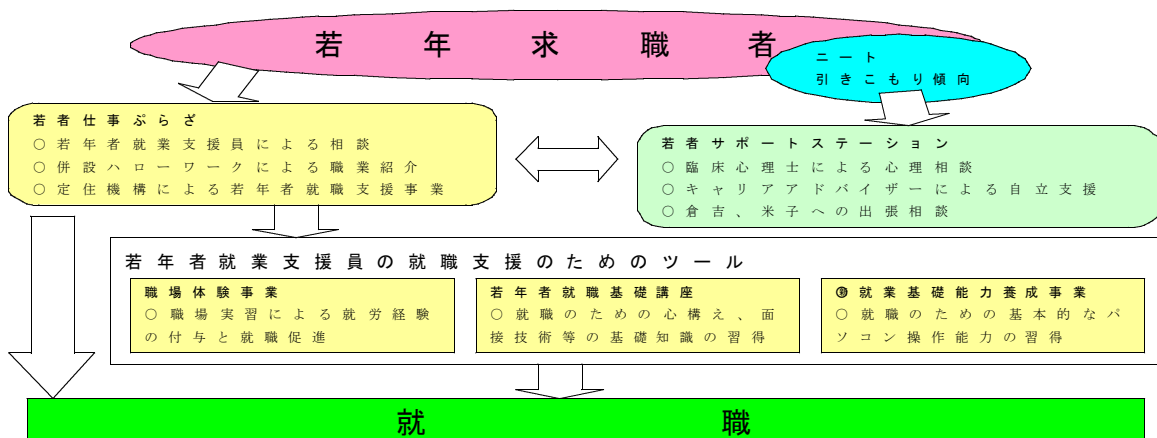 若年求職者
ニート
引きこもり傾向
若者仕事ぷらざ
○若年者就業支援員による相談
○併設ハローワークによる職業紹介
○定住機構による若年者就職支援事業
若者サポートステーション
○臨床心理士による心理相談
○キャリアアドバイザーによる自立支援
○倉吉、米子への出張相談
若年者就業支援員の就職支援のためのツール
職場体験事業
○職場実習による就労経験
の付与と就職促進
若年者就職基礎講座
○就職のための心構え、面
接技術等の基礎知識の習得
就業基礎能力養成事業
○就職のための基本的なパ
ソコン操作能力の習得
就職